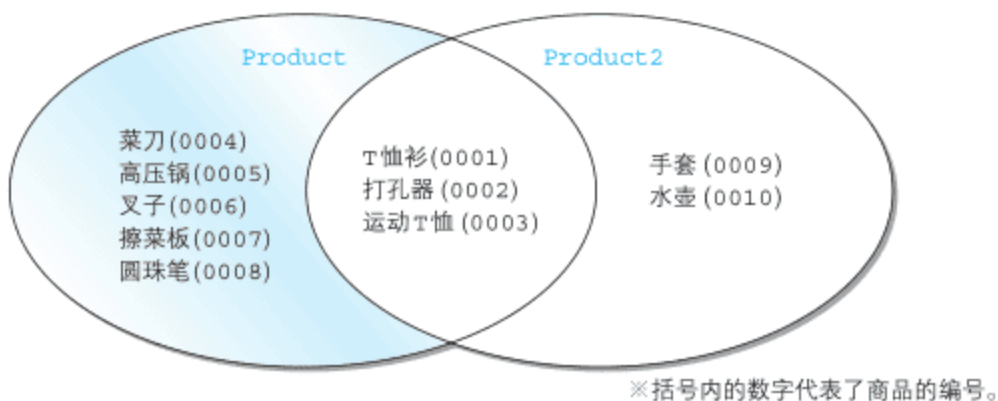 Product
Product2
菜刀(0004)
高压锅(0005)
叉子(0006)
擦菜板(0007)
圆珠笔(0008)
T恤衫(0001)
打孔器(0002)
运动T恤(0003)
手套(0009)
水壶(0010)
※括号内的数字代表了商品的编号。